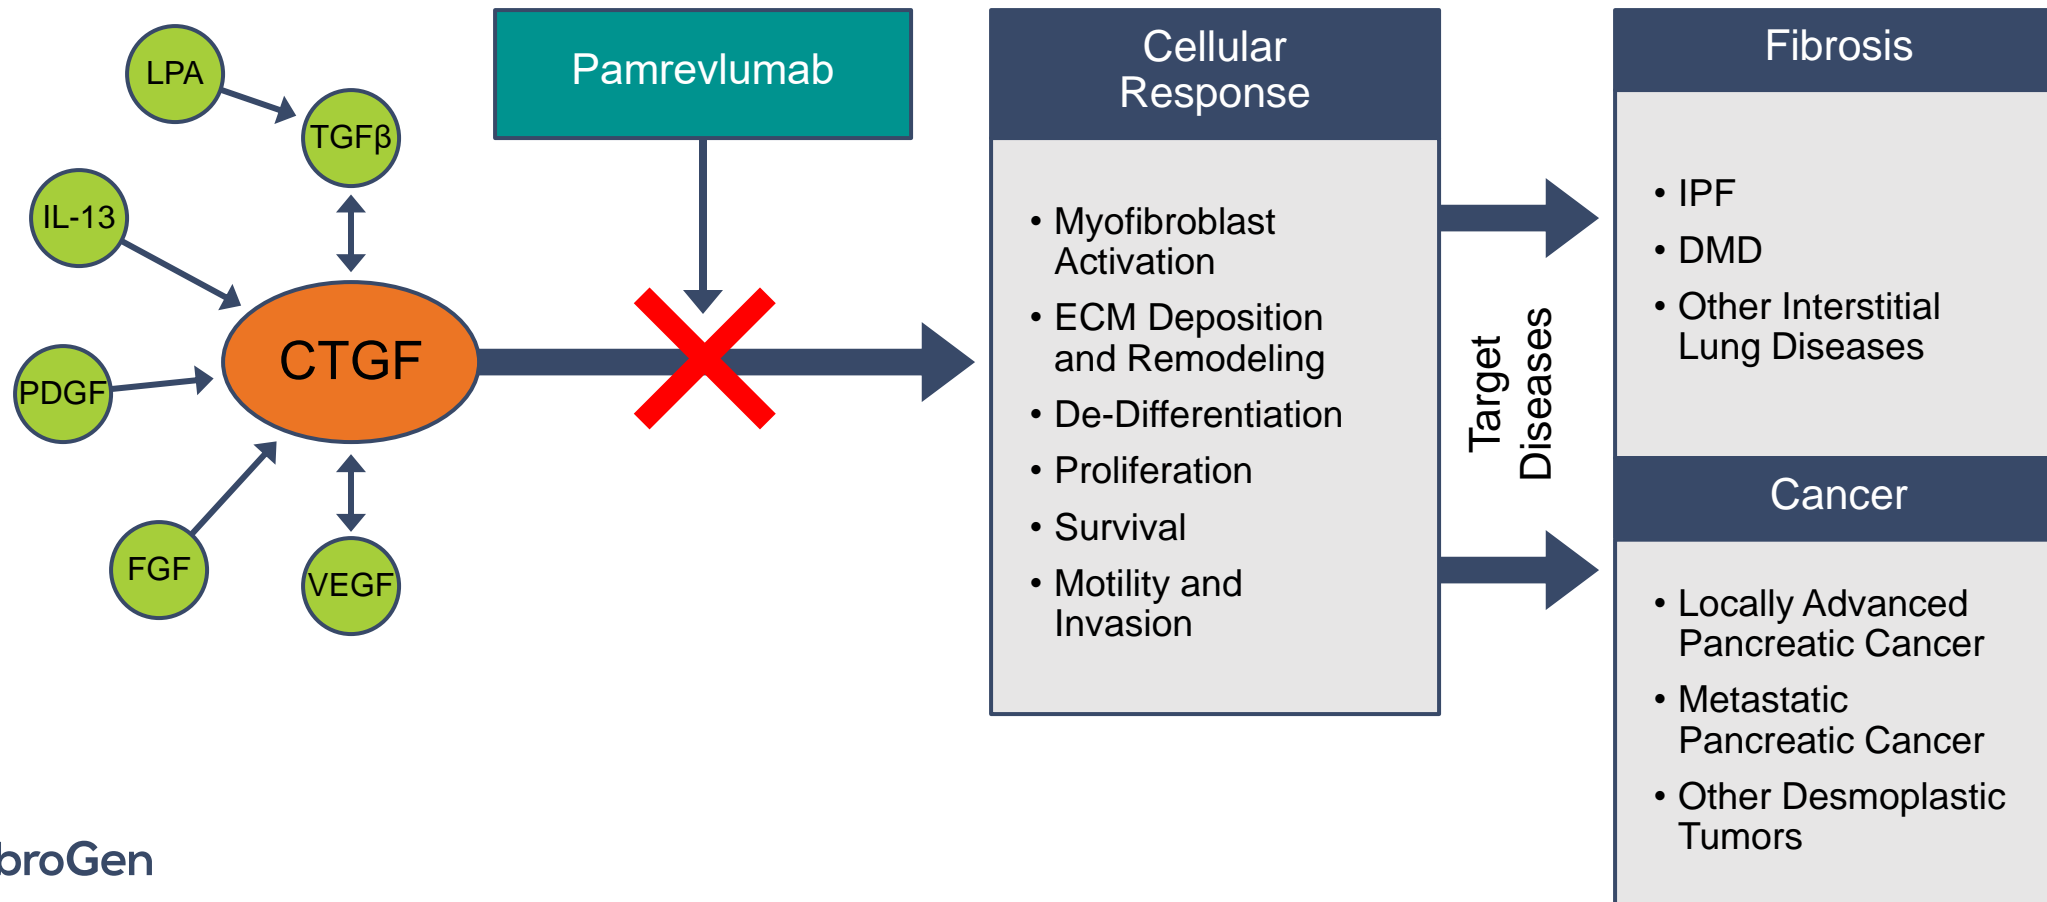 LPA
TGFβ
IL-13
PDGF
FGF
VEGF
CTGF
Pamrevlumab
Cellular
Response
• Myofibroblast
Activation
• ECM Deposition
and Remodeling
• De-Differentiation
• Proliferation
• Survival
• Motility and
Invasion
Target
Diseases
Fibrosis
• IPF
• DMD
• Other Interstitial
Lung Diseases
Cancer
• Locally Advanced
Pancreatic Cancer
• Metastatic
Pancreatic Cancer
• Other Desmoplastic
Tumors
broGen